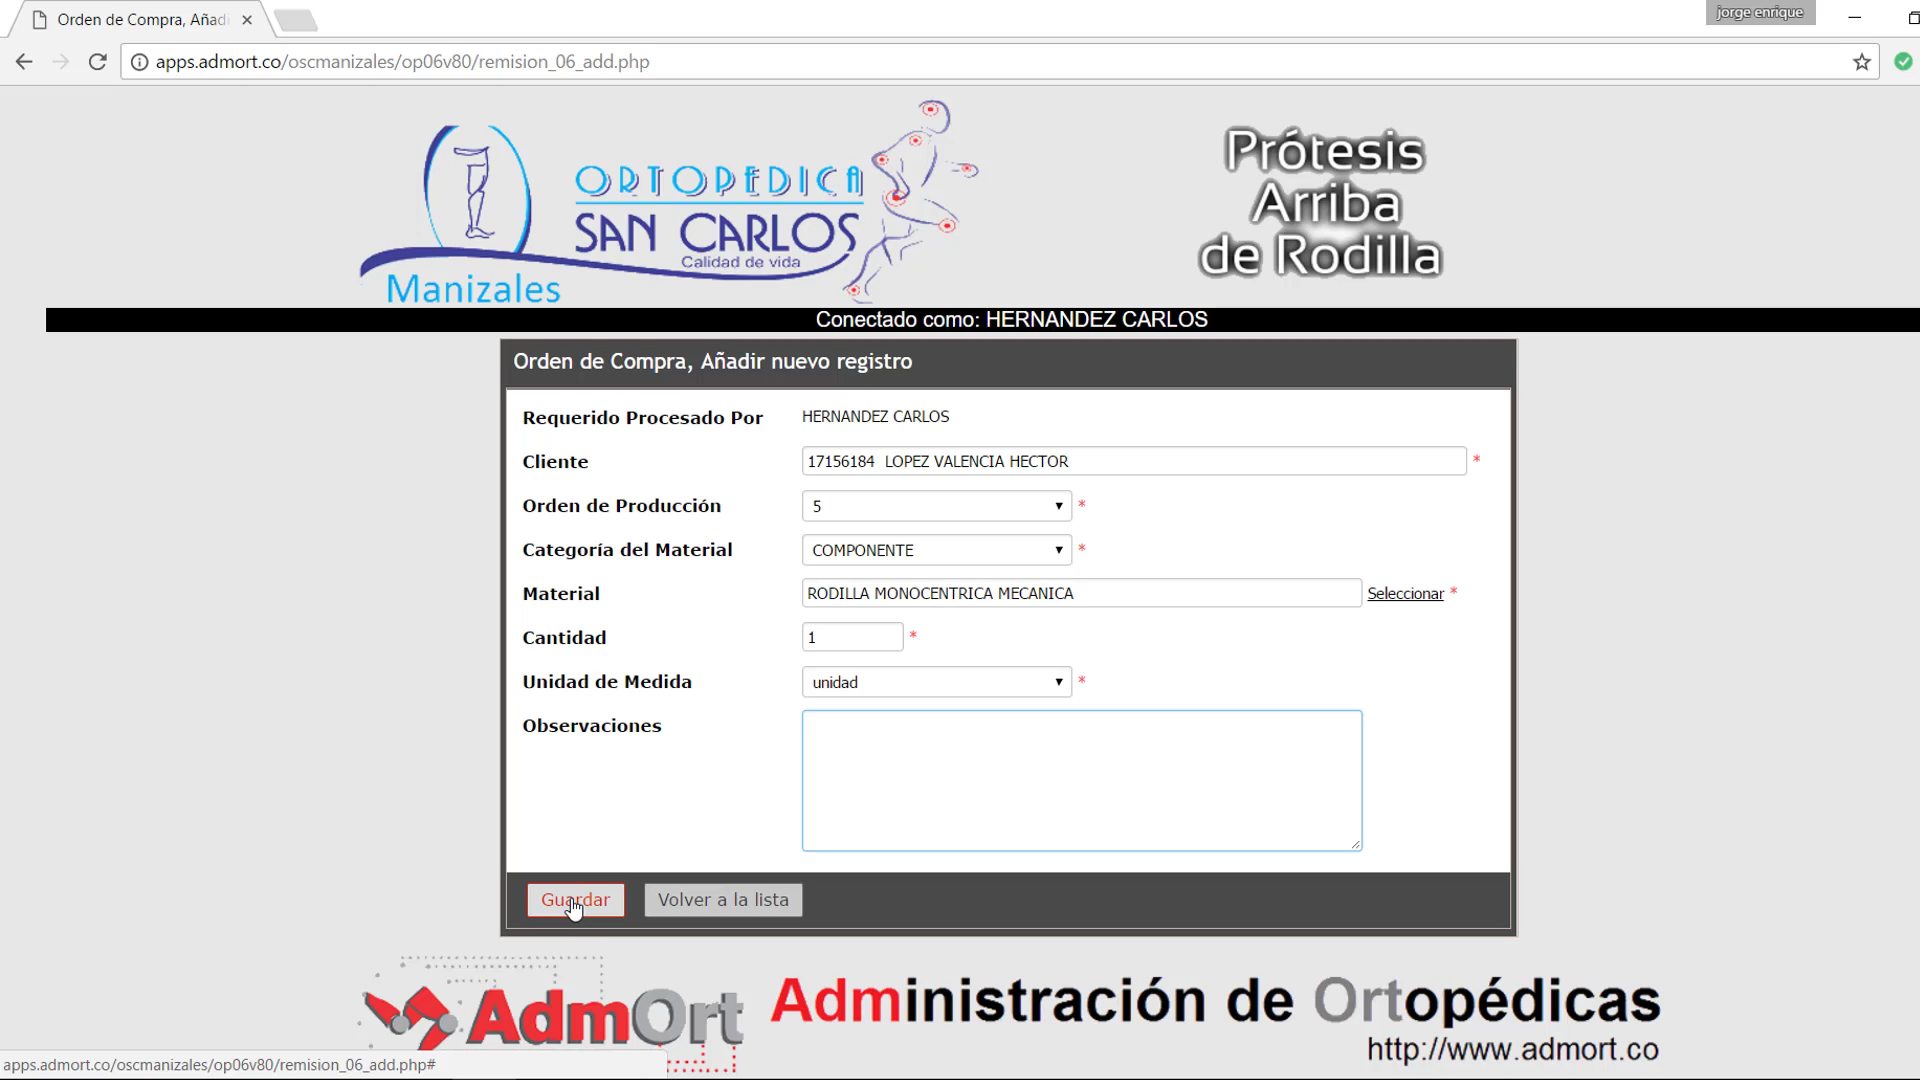 Orden de Compra, Añadi
jorge enrique
apps.admort.co/oscmanizales/op06v80/remision_06_add.php
ORTOPEDICA
SAN CARLOS
Calidad de vida
Manizales
Prótesis
Arriba
de Rodilla
Conectado como: HERNANDEZ CARLOS
Orden de Compra, Añadir nuevo registro
Requerido Procesado Por HERNANDEZ CARLOS
Cliente 17156184 LOPEZ VALENCIA HECTOR *
Orden de Producción 5 *
Categoría del Material COMPONENTE *
Material RODILLA MONOCENTRICA MECANICA Seleccionar *
Cantidad 1 *
Unidad de Medida unidad *
Observaciones
Guardar Volver a la lista
AdmOrt Administración de Ortopédicas
http://www.admort.co
apps.admort.co/oscmanizales/op06v80/remision_06_add.php#